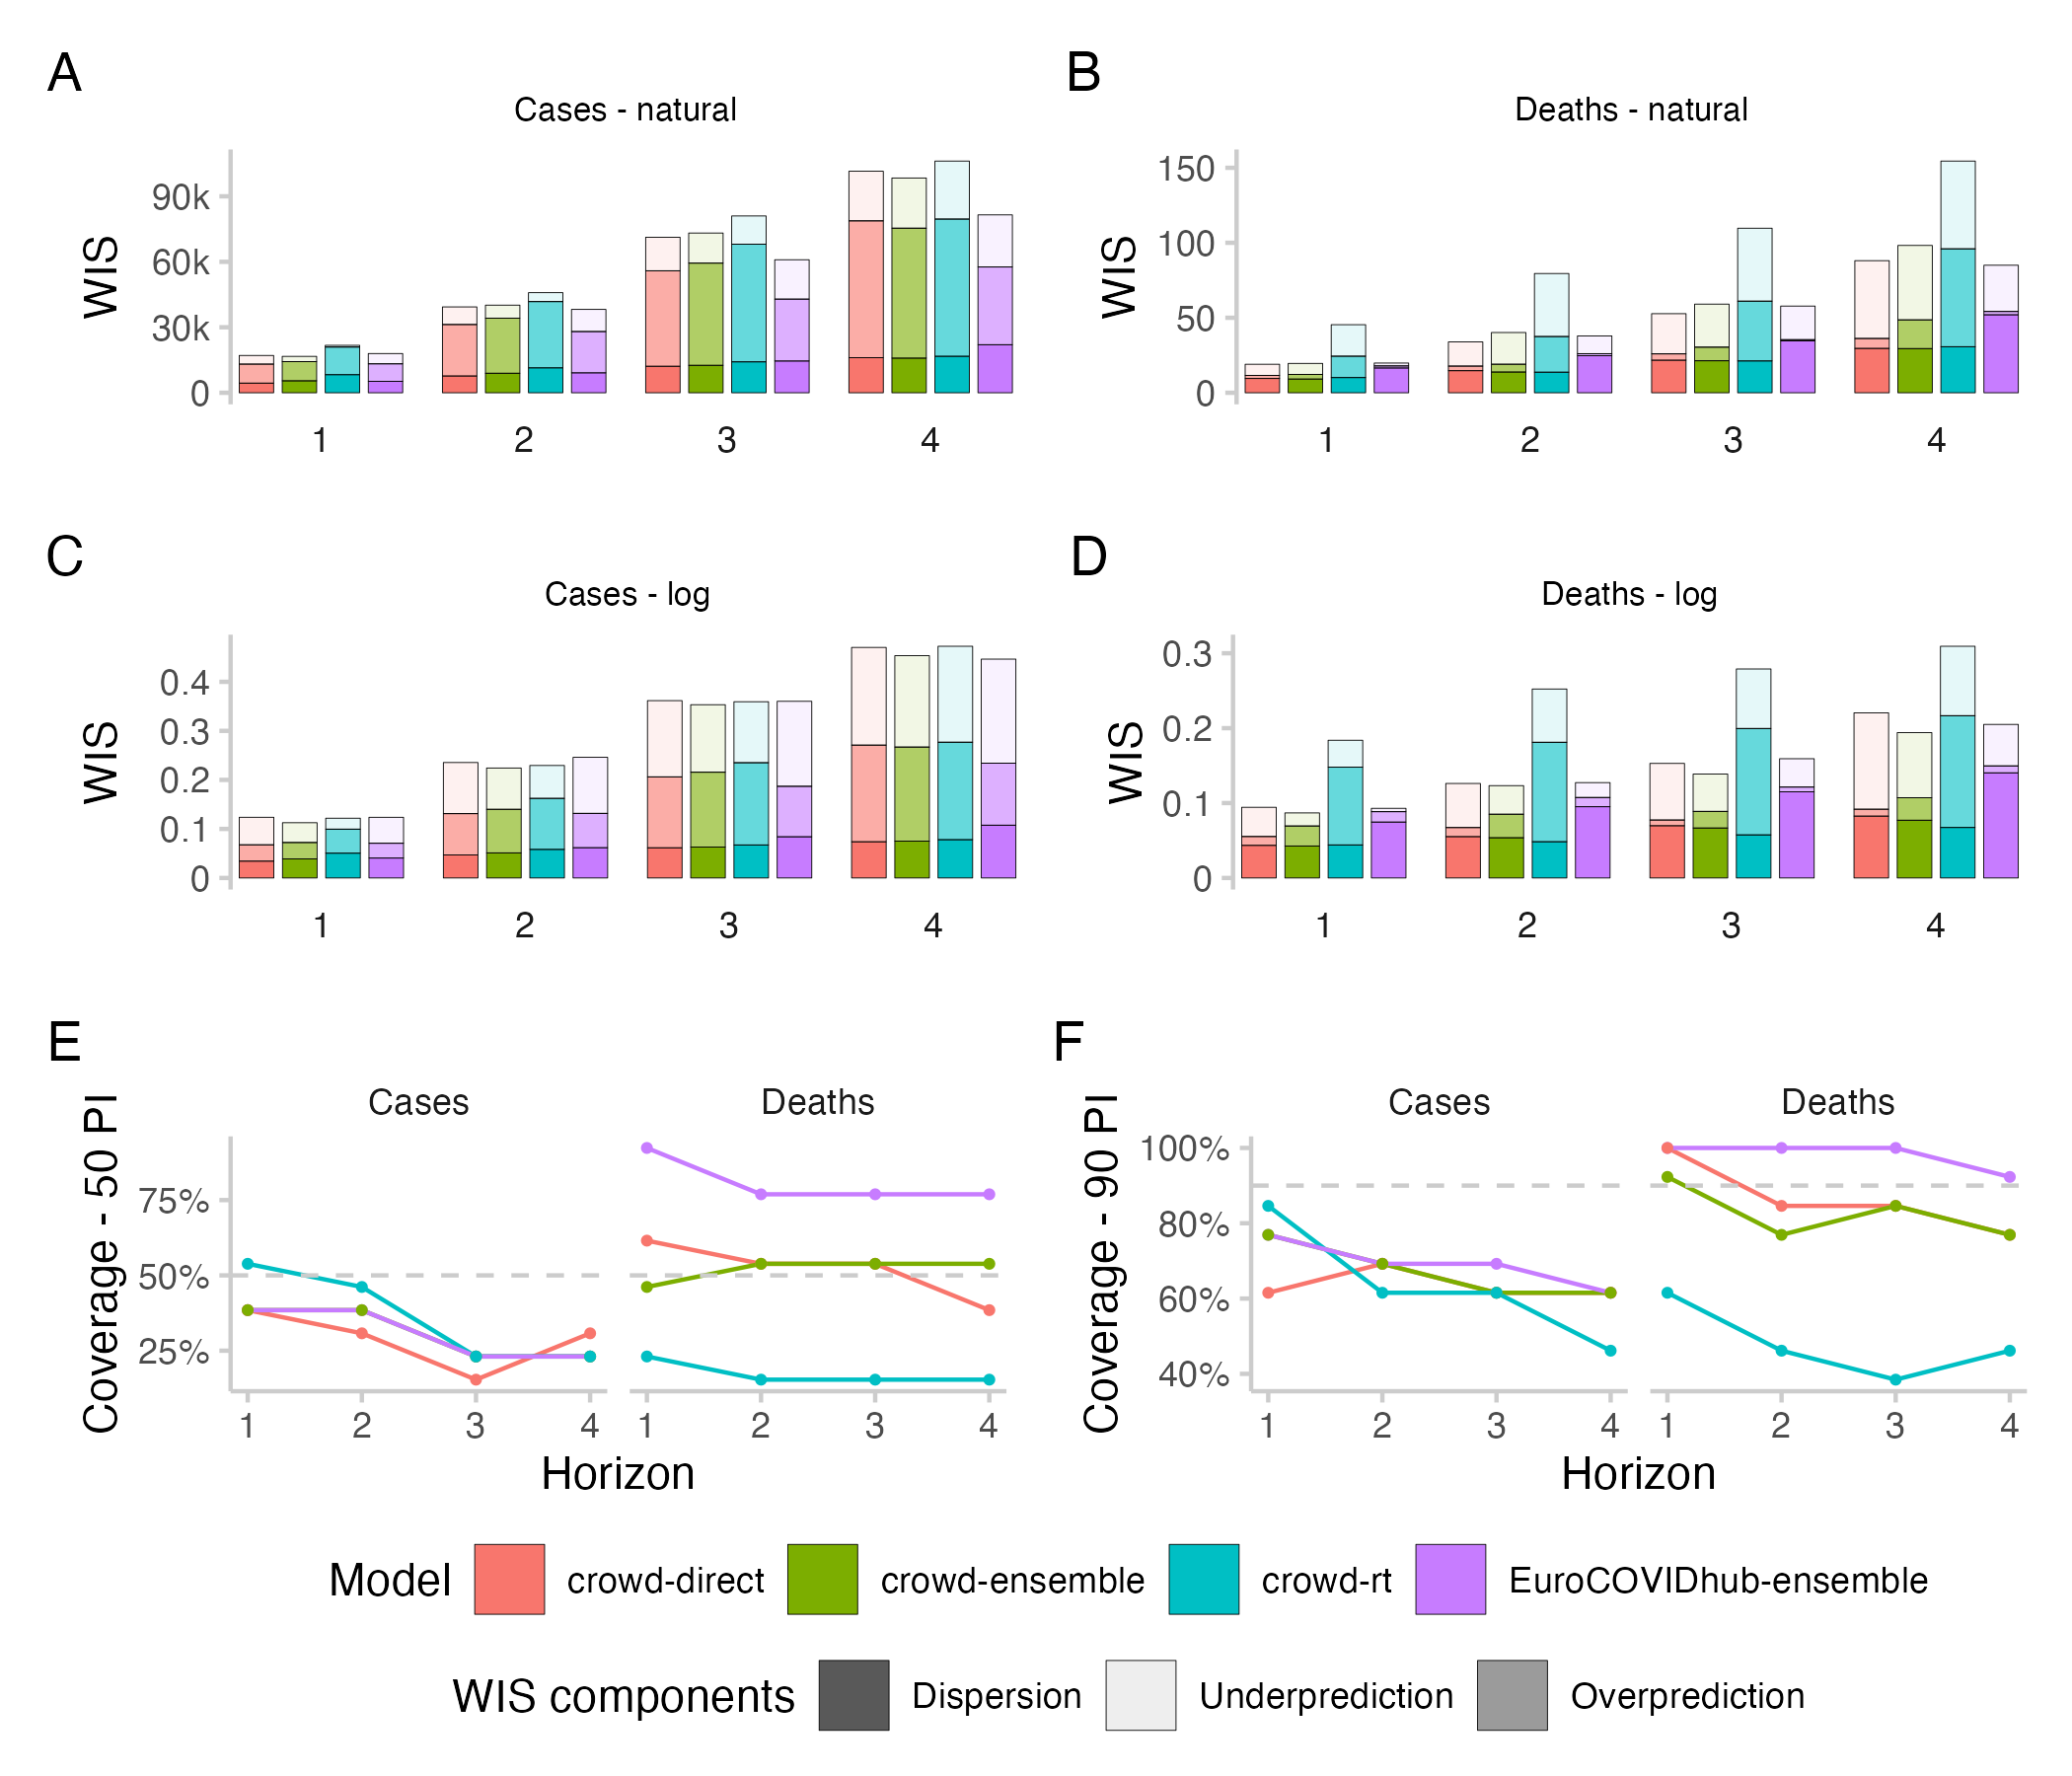 A
B
Cases - natural
Deaths - natural
WIS
90k
60k
30k
0
1 2 3 4
WIS
150
100
50
0
1 2 3 4
C
D
Cases - log
Deaths - log
WIS
0.4
0.3
0.2
0.1
0
1 2 3 4
WIS
0.3
0.2
0.1
0
1 2 3 4
E
F
Coverage - 50 PI
Cases
Deaths
75%
50%
25%
1 2 3 4
1 2 3 4
Horizon
Coverage - 90 PI
Cases
Deaths
100%
80%
60%
40%
1 2 3 4
1 2 3 4
Horizon
Model crowd-direct crowd-ensemble crowd-rt EuroCOVIDhub-ensemble
WIS components Dispersion Underprediction Overprediction